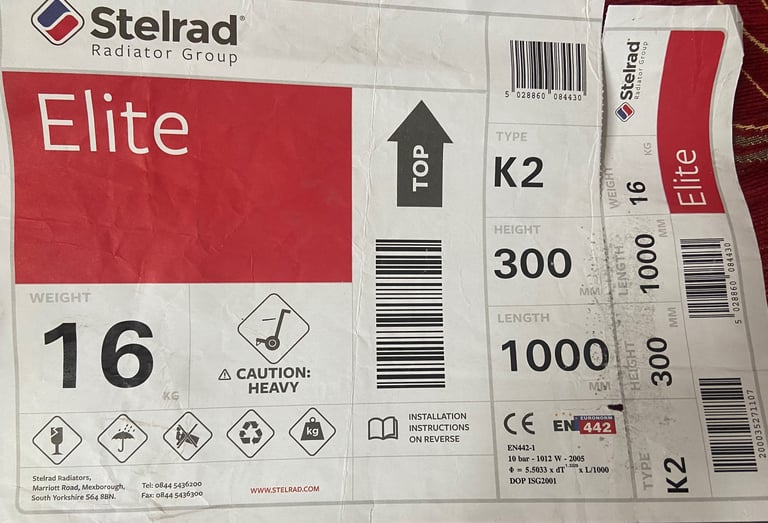 Stelrad®
Radiator Group
Elite
TOP
5 028860 084430
TYPE
K2
HEIGHT
300
MM
LENGTH
1000
MM
WEIGHT
16
KG
CAUTION:
HEAVY
kg
INSTALLATION
INSTRUCTIONS
ON REVERSE
CE
EURONORM
EN 442
EN442-1
10 bar - 1012 W - 2005
Φ = 5.5033 x dT x L/1000
DOP ISG2001
Stelrad Radiators,
Marriott Road, Mexborough,
South Yorkshire S64 8BN.
Tel: 0844 5436200
Fax: 0844 5436300
WWW.STELRAD.COM
Stelrad®
Radiator Group
Elite
WEIGHT
16
KG
LENGTH
1000
MM
HEIGHT
300
MM
TYPE
K2
5 028860 084430
200035271107